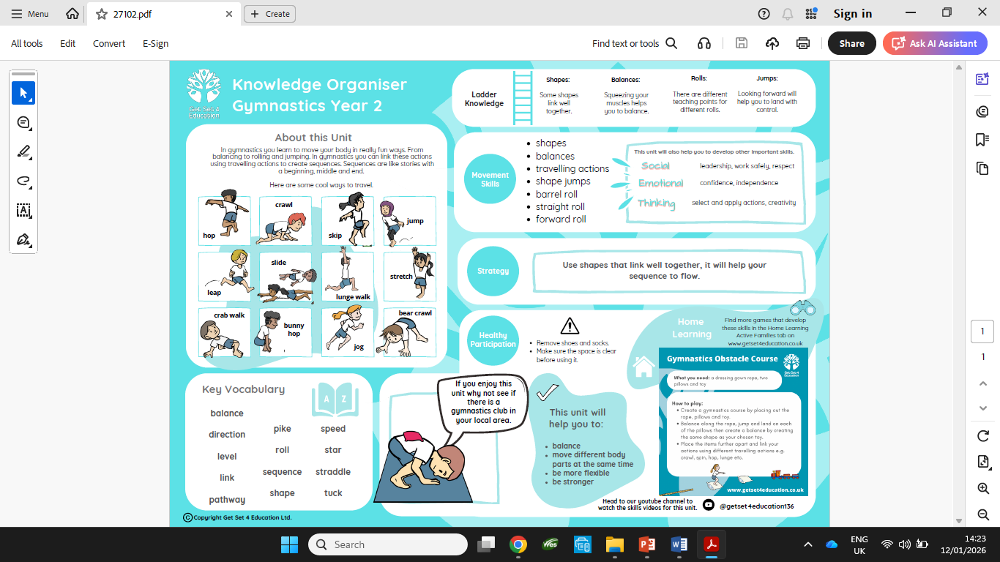 Menu
27102.pdf
Create
Sign in
All tools
Edit
Convert
E-Sign
Find text or tools
Share
Ask AI Assistant
Get Set 4
Education
Knowledge Organiser
Gymnastics Year 2
Ladder
Knowledge
Shapes:
Some shapes
link well
together.
Balances:
Squeezing your
muscles helps
you to balance.
Rolls:
There are different
teaching points for
different rolls.
Jumps:
Looking forward will
help you to land with
control.
About this Unit
In gymnastics you learn to move your body in really fun ways. From
balancing to rolling and jumping. In gymnastics you can link these actions
using travelling actions to create sequences. Sequences are like stories with
a beginning, middle and end.
Here are some cool ways to travel.
hop
crawl
skip
jump
leap
slide
lunge walk
stretch
crab walk
bunny
hop
jog
bear crawl
Movement
Skills
• shapes
• balances
• travelling actions
• shape jumps
• barrel roll
• straight roll
• forward roll
This unit will also help you to develop other important skills.
Social
leadership, work safely, respect
Emotional
confidence, independence
Thinking
select and apply actions, creativity
Strategy
Use shapes that link well together, it will help your
sequence to flow.
Healthy
Participation
• Remove shoes and socks.
• Make sure the space is clear
before using it.
Home
Learning
Find more games that develop
these skills in the Home Learning
Active Families tab on
www.getset4education.co.uk
Gymnastics Obstacle Course
Get Set 4
Education
What you need: a dressing gown rope, two
pillows and toy
How to play:
• Create a gymnastics course by placing out the
rope, pillows and toy.
• Balance along the rope, jump and land on each
of the pillows then create a balance by creating
the same shape as your chosen toy.
• Place the items further apart and link your
actions using different travelling actions e.g.
crawl, spin, hop, lunge etc.
www.getset4education.co.uk
Key Vocabulary
A Z
balance
direction
level
link
pathway
pike
roll
sequence
shape
speed
star
straddle
tuck
If you enjoy this
unit why not see if
there is a
gymnastics club in
your local area.
This unit will
help you to:
• balance
• move different body
parts at the same time
• be more flexible
• be stronger
Head to our youtube channel to
watch the skills videos for this unit.
@getset4education136
© Copyright Get Set 4 Education Ltd.
1
1
Search
Wes
ENG
UK
14:23
12/01/2026